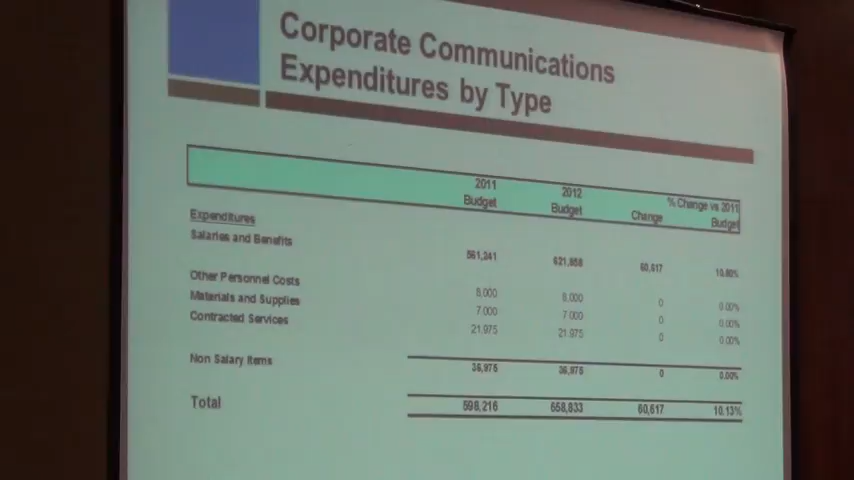 Corporate Communications
Expenditures by Type
2011 Budget 2012 Budget Change % Change vs 2011 Budget
Expenditures
Salaries and Benefits 561,241 621,858 60,617 10.80%
Other Personnel Costs 8,000 8,000 0 0.00%
Materials and Supplies 7,000 7,000 0 0.00%
Contracted Services 21,975 21,975 0 0.00%
Non Salary Items 36,975 36,975 0 0.00%
Total 598,216 658,833 60,617 10.13%